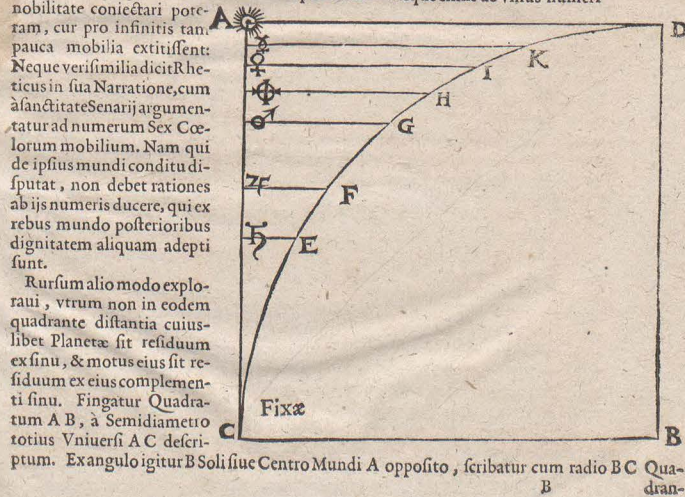 nobilitate coniectari pote-
ram, cur pro infinitis tam
pauca mobilia extitiſſent:
Neque veriſimilia dicit Rhe-
ticus in ſua Narratione, cum
à ſanctitate Senarij argumen-
tatur ad numerum Sex Cœ-
lorum mobilium. Nam qui
de ipſius mundi conditu di-
ſputat, non debet rationes
ab ijs numeris ducere, qui ex
rebus mundo poſterioribus
dignitatem aliquam adepti
ſunt.
Rurſum alio modo explo-
raui, vtrum non in eodem
quadrante diſtantia cuius-
libet Planetæ ſit reſiduum
ex ſinu, & motus eius ſit re-
ſiduum ex eius complemen-
ti ſinu. Fingatur Quadra-
tum A B, à Semidiametro
totius Vniuerſi A C deſcri-
ptum. Ex angulo igitur B Soli ſiue Centro Mundi A oppoſito, ſcribatur cum radio B C Qua-
B
dran-
A
D
☿
K
♀
I
H
♂
G
♃
F
♄
E
Fixæ
C
B